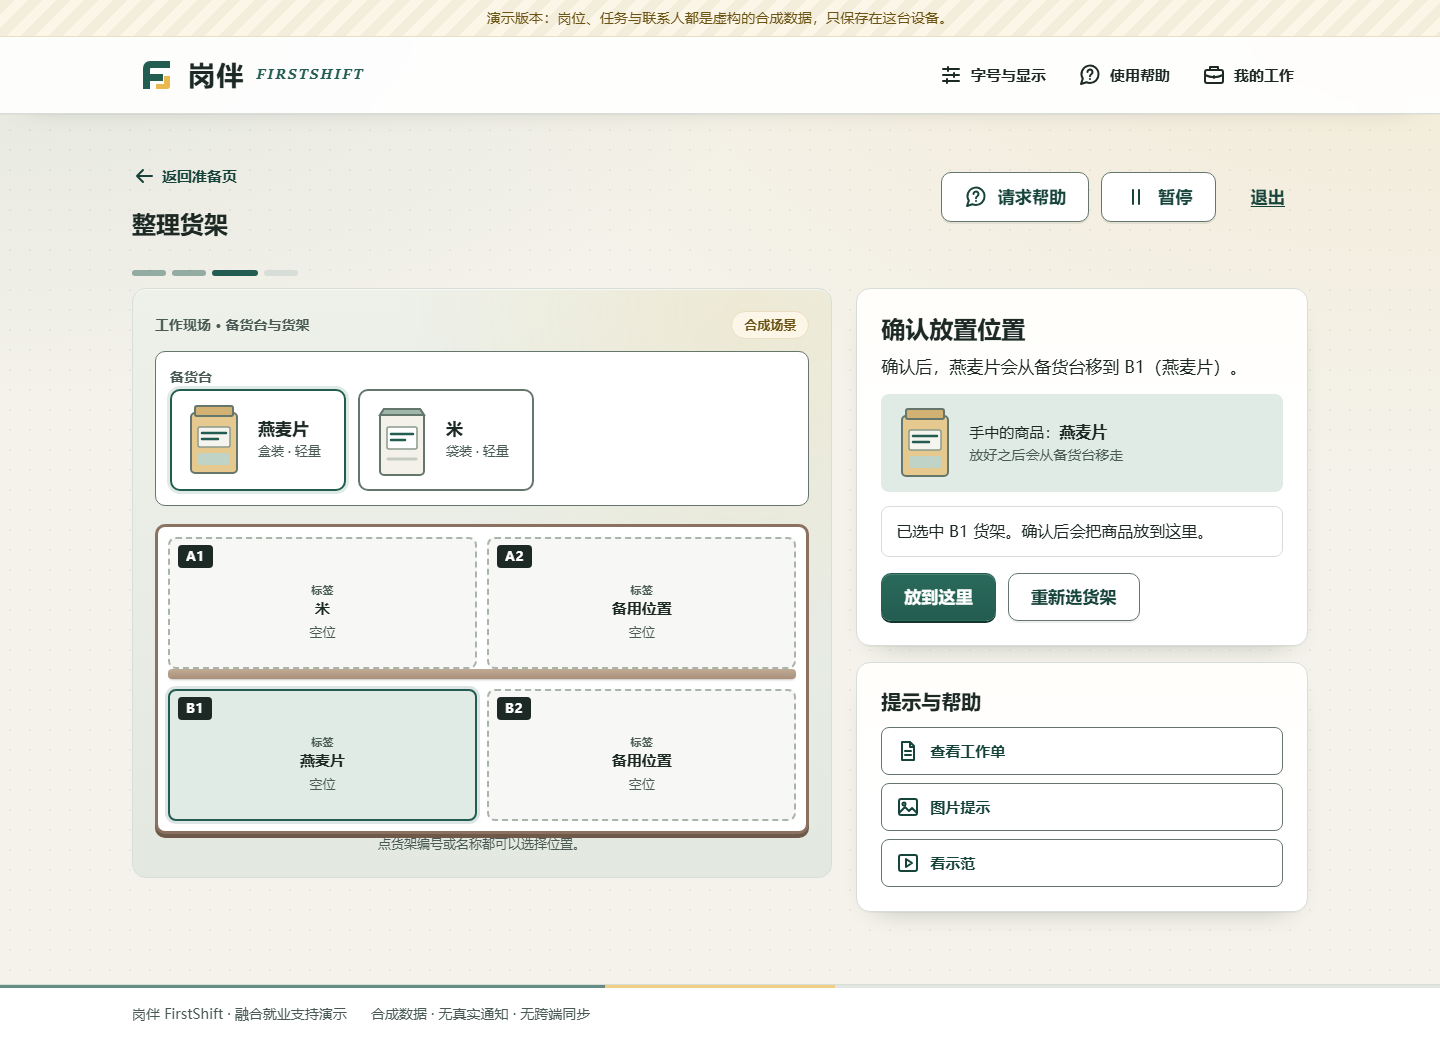 演示版本：岗位、任务与联系人都是虚构的合成数据，只保存在这台设备。
岗伴 FIRSTSHIFT
字号与显示
使用帮助
我的工作
返回准备页
整理货架
请求帮助
暂停
退出
工作现场 • 备货台与货架
合成场景
备货台
燕麦片
盒装 · 轻量
米
袋装 · 轻量
A1
标签
米
空位
A2
标签
备用位置
空位
B1
标签
燕麦片
空位
B2
标签
备用位置
空位
点货架编号或名称都可以选择位置。
确认放置位置
确认后，燕麦片会从备货台移到 B1（燕麦片）。
手中的商品：燕麦片
放好之后会从备货台移走
已选中 B1 货架。确认后会把商品放到这里。
放到这里
重新选货架
提示与帮助
查看工作单
图片提示
看示范
岗伴 FirstShift · 融合就业支持演示
合成数据 · 无真实通知 · 无跨端同步